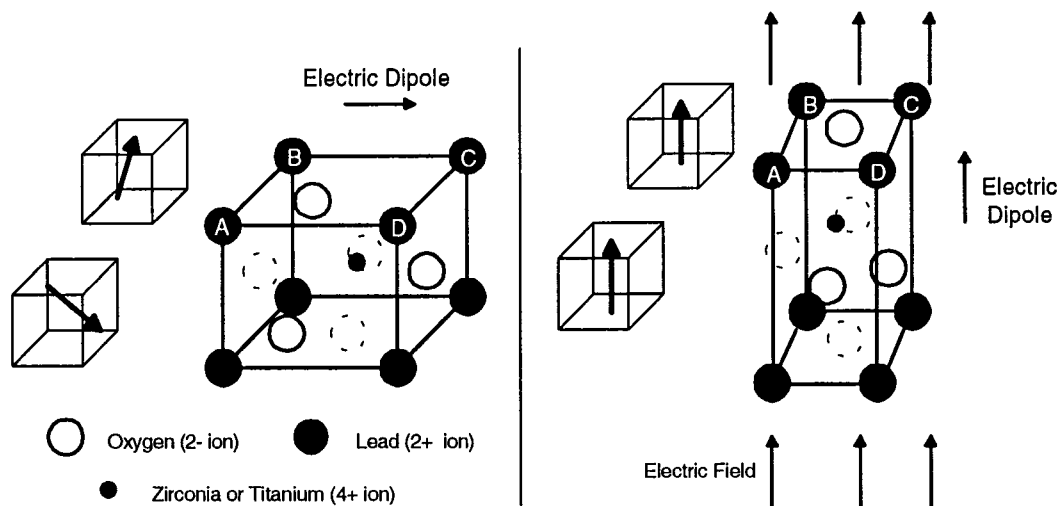 Electric Dipole
B
C
A
D
Oxygen (2- ion)
Lead (2+ ion)
Zirconia or Titanium (4+ ion)
B
C
A
D
Electric
Dipole
Electric Field